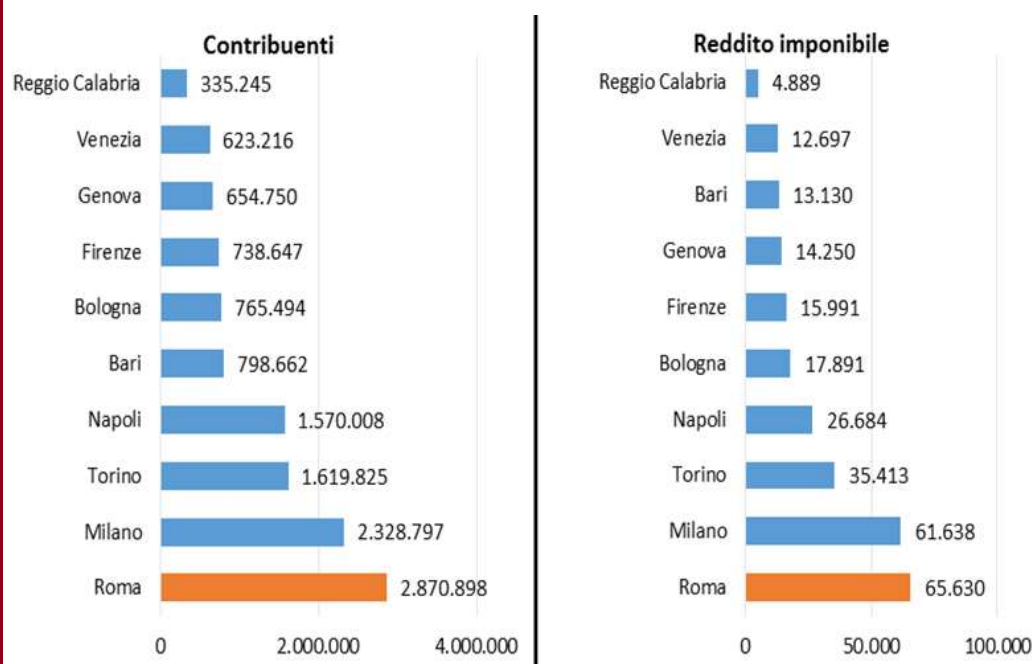 Contribuenti
Reggio Calabria 335.245
Venezia 623.216
Genova 654.750
Firenze 738.647
Bologna 765.494
Bari 798.662
Napoli 1.570.008
Torino 1.619.825
Milano 2.328.797
Roma 2.870.898
0 2.000.000 4.000.000
Reddito imponibile
Reggio Calabria 4.889
Venezia 12.697
Bari 13.130
Genova 14.250
Firenze 15.991
Bologna 17.891
Napoli 26.684
Torino 35.413
Milano 61.638
Roma 65.630
0 50.000 100.000